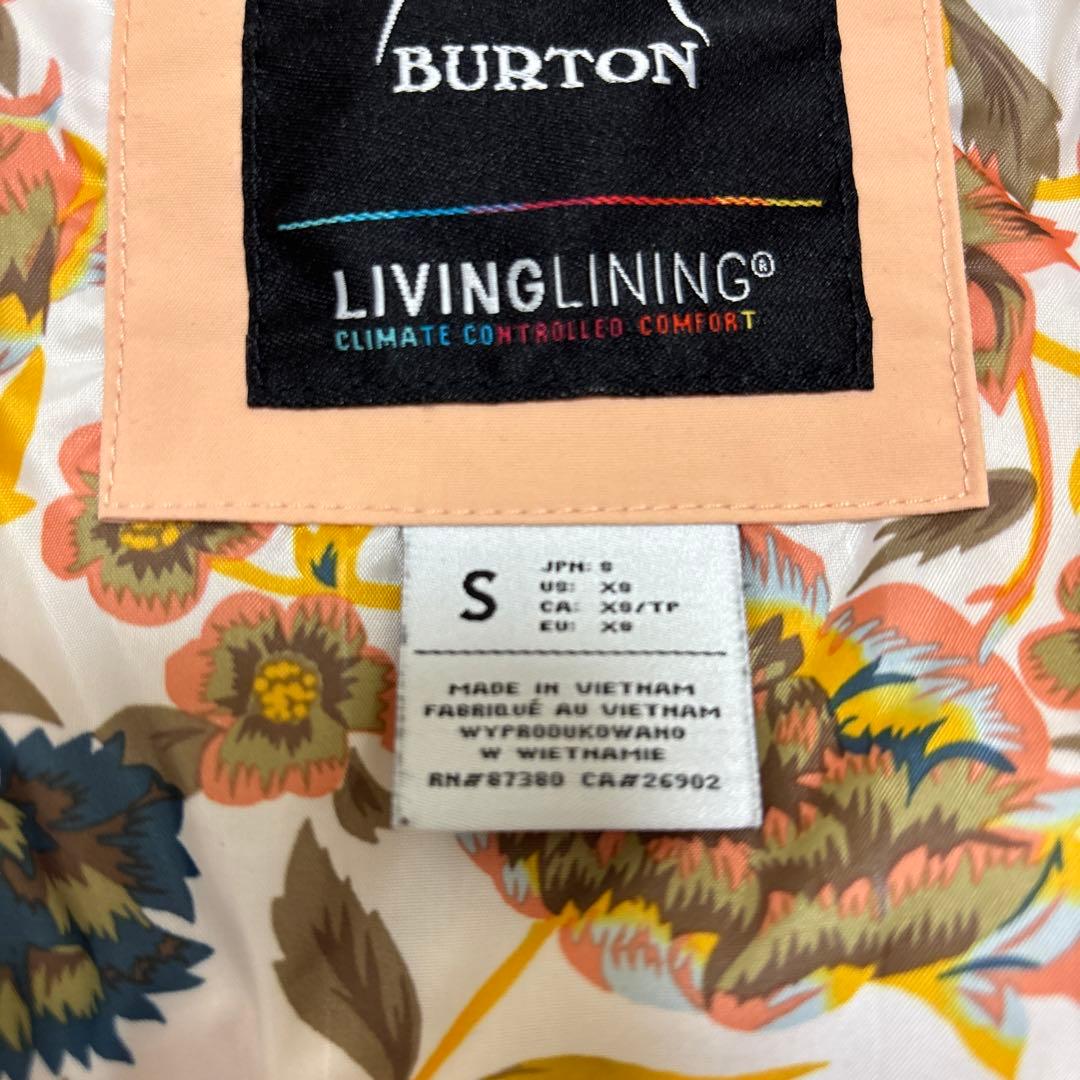 BURTON
LIVINGLINING®
CLIMATE CONTROLLED COMFORT
S
JPN: S
US: XS
CA: XS/TP
EU: XS
MADE IN VIETNAM
FABRIQUÉ AU VIETNAM
WYPRODUKOWANO
W WIETNAMIE
RN#87380 CA#26902